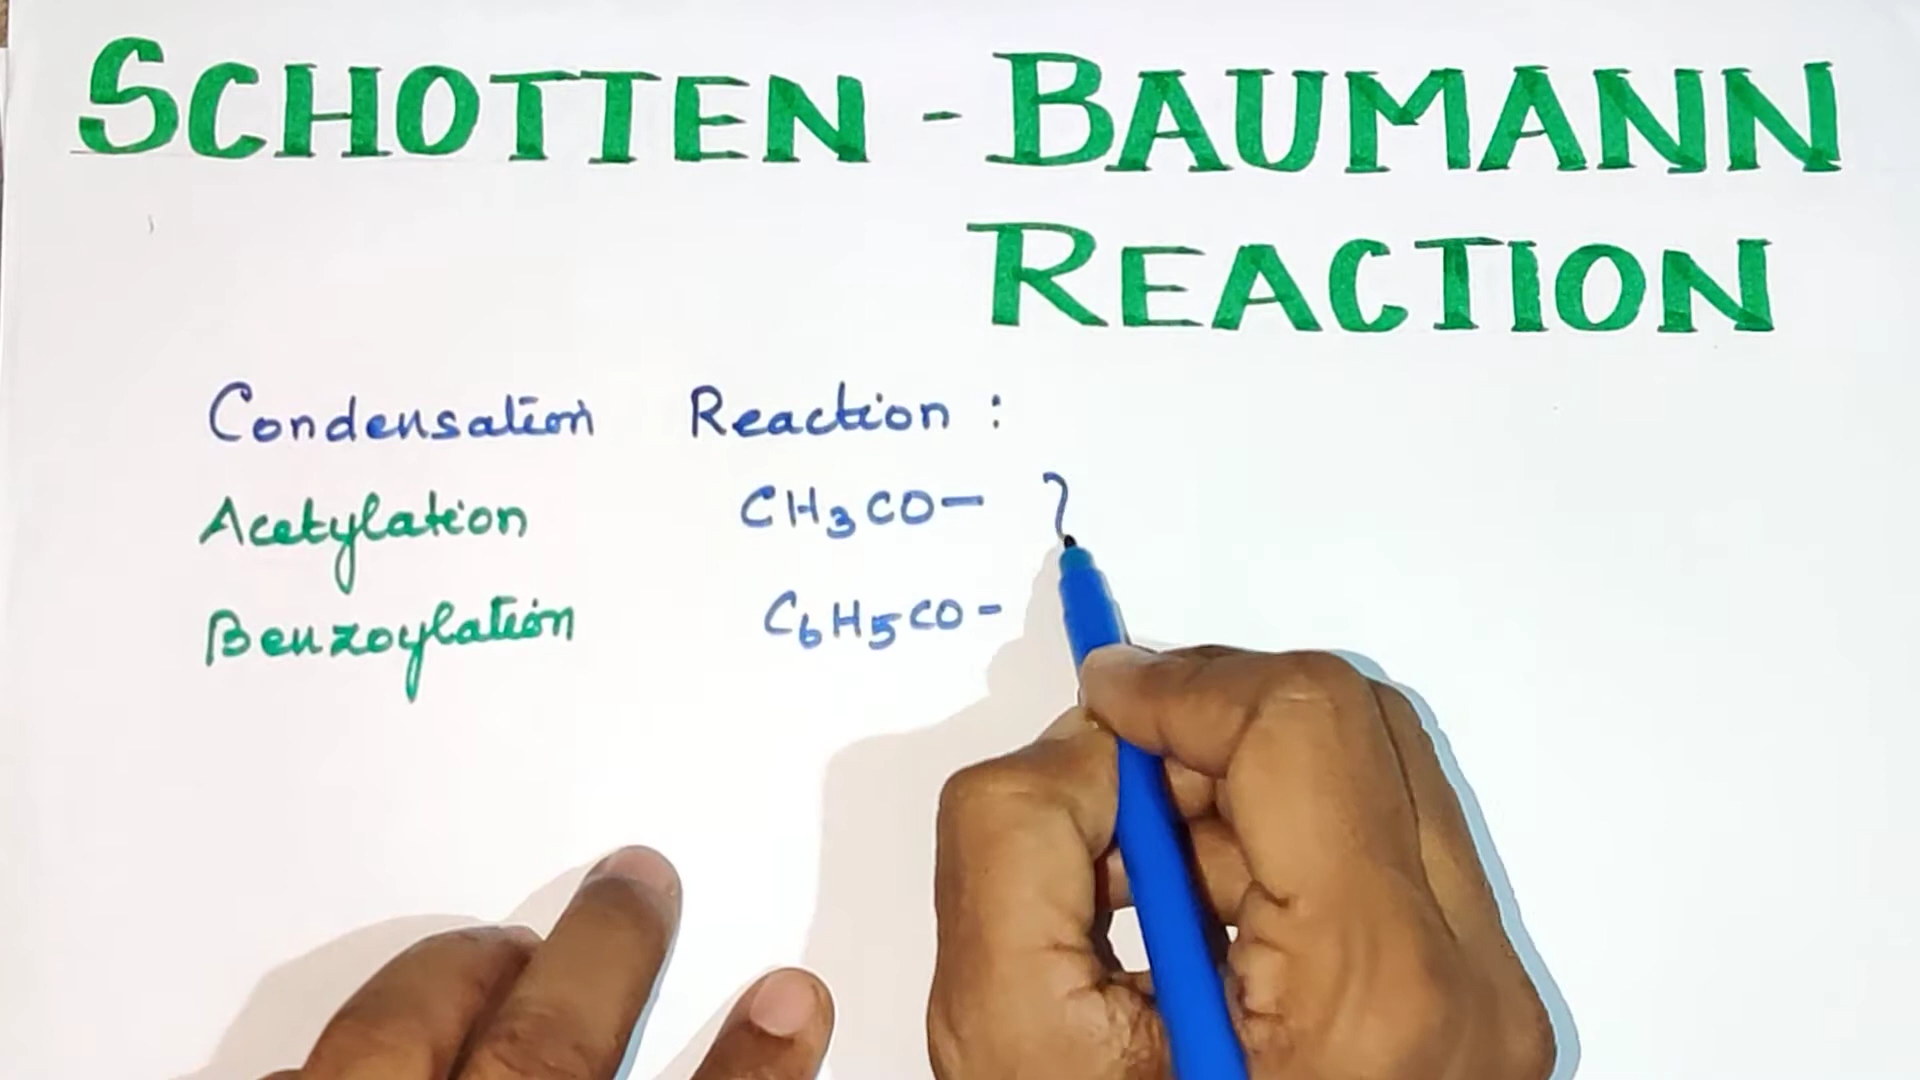 SCHOTTEN - BAUMANN
REACTION
Condensation Reaction :
Acetylation CH3CO-
Benzoylation C6H5CO-